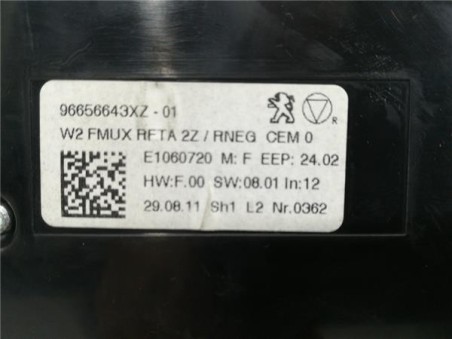 96656643XZ - 01
W2 FMUX RFTA 2Z / RNEG CEM 0
E1060720 M: F EEP: 24.02
HW:F.00 SW:08.01 In:12
29.08.11 Sh1 L2 Nr.0362
R